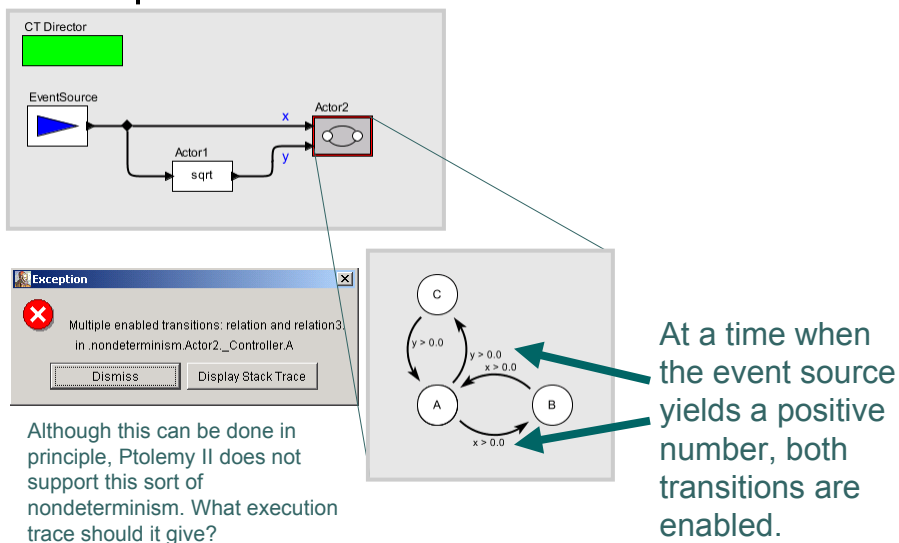 CT Director
EventSource
x
Actor2
Actor1
y
sqrt
Exception
Multiple enabled transitions: relation and relation3.
in .nondeterminism.Actor2._Controller.A
Dismiss
Display Stack Trace
Although this can be done in
principle, Ptolemy II does not
support this sort of
nondeterminism. What execution
trace should it give?
C
y > 0.0
y > 0.0
x > 0.0
A
B
x > 0.0
At a time when
the event source
yields a positive
number, both
transitions are
enabled.